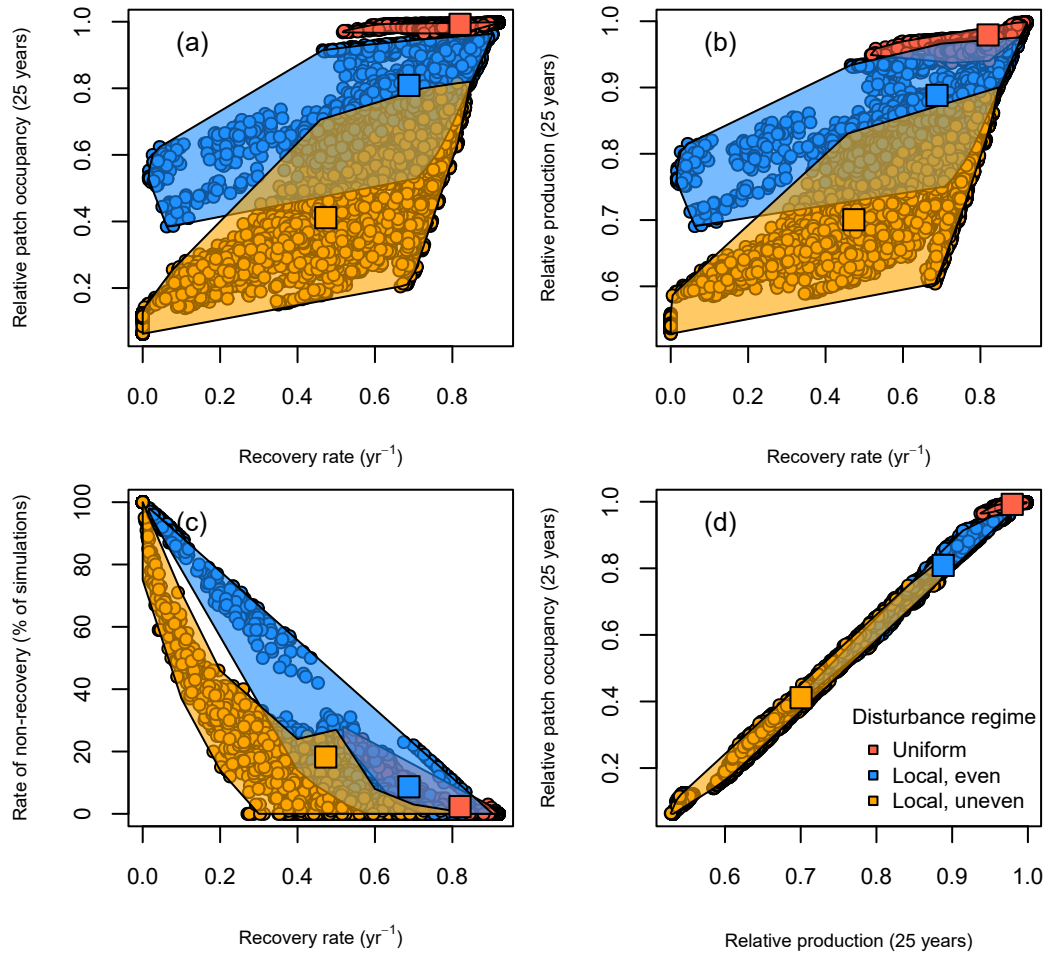 (a)
Relative patch occupancy (25 years)
1.0
0.8
0.6
0.4
0.2
0.0 0.2 0.4 0.6 0.8
Recovery rate (yr⁻¹)
(b)
Relative production (25 years)
1.0
0.9
0.8
0.7
0.6
0.0 0.2 0.4 0.6 0.8
Recovery rate (yr⁻¹)
(c)
Rate of non-recovery (% of simulations)
100
80
60
40
20
0
0.0 0.2 0.4 0.6 0.8
Recovery rate (yr⁻¹)
(d)
Relative patch occupancy (25 years)
1.0
0.8
0.6
0.4
0.2
Disturbance regime
Uniform
Local, even
Local, uneven
0.6 0.7 0.8 0.9 1.0
Relative production (25 years)